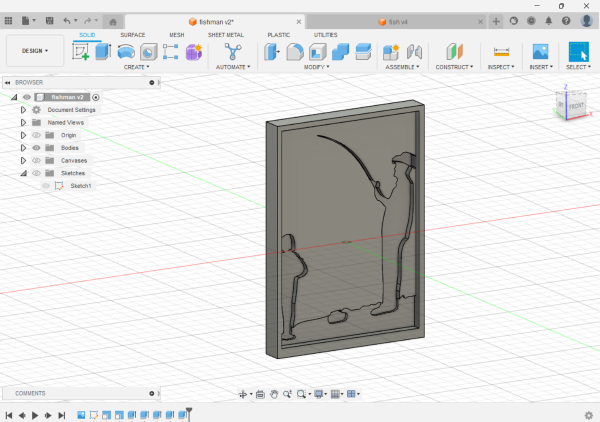 fishman v2*
fish v4
SOLID SURFACE MESH SHEET METAL PLASTIC UTILITIES
DESIGN
CREATE AUTOMATE MODIFY ASSEMBLE CONSTRUCT INSPECT INSERT SELECT
BROWSER
fishman v2
Document Settings
Named Views
Origin
Bodies
Canvases
Sketches
Sketch1
Z
FRONT
X
COMMENTS